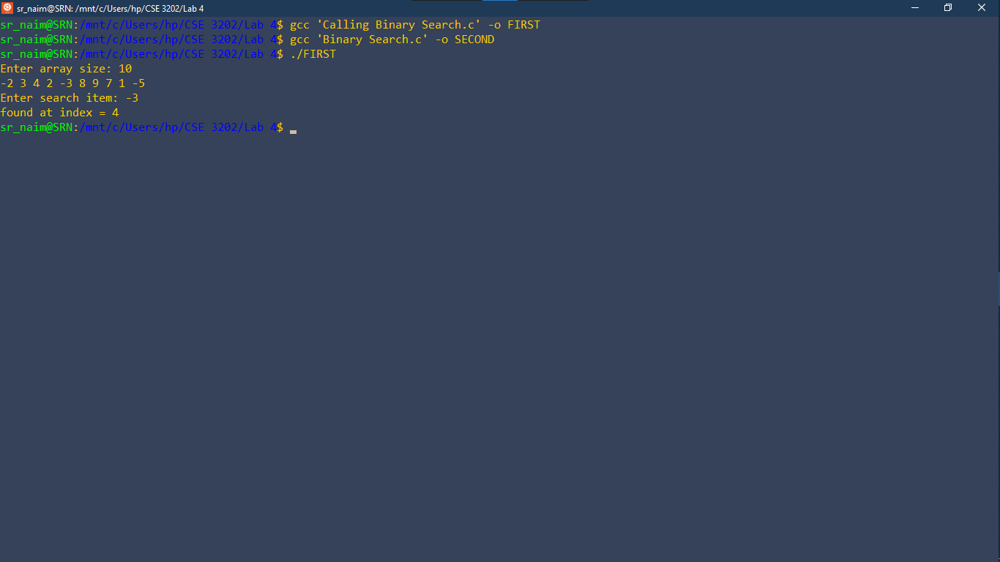 sr_naim@SRN: /mnt/c/Users/hp/CSE 3202/Lab 4
sr_naim@SRN:/mnt/c/Users/hp/CSE 3202/Lab 4$ gcc 'Calling Binary Search.c' -o FIRST
sr_naim@SRN:/mnt/c/Users/hp/CSE 3202/Lab 4$ gcc 'Binary Search.c' -o SECOND
sr_naim@SRN:/mnt/c/Users/hp/CSE 3202/Lab 4$ ./FIRST
Enter array size: 10
-2 3 4 2 -3 8 9 7 1 -5
Enter search item: -3
found at index = 4
sr_naim@SRN:/mnt/c/Users/hp/CSE 3202/Lab 4$